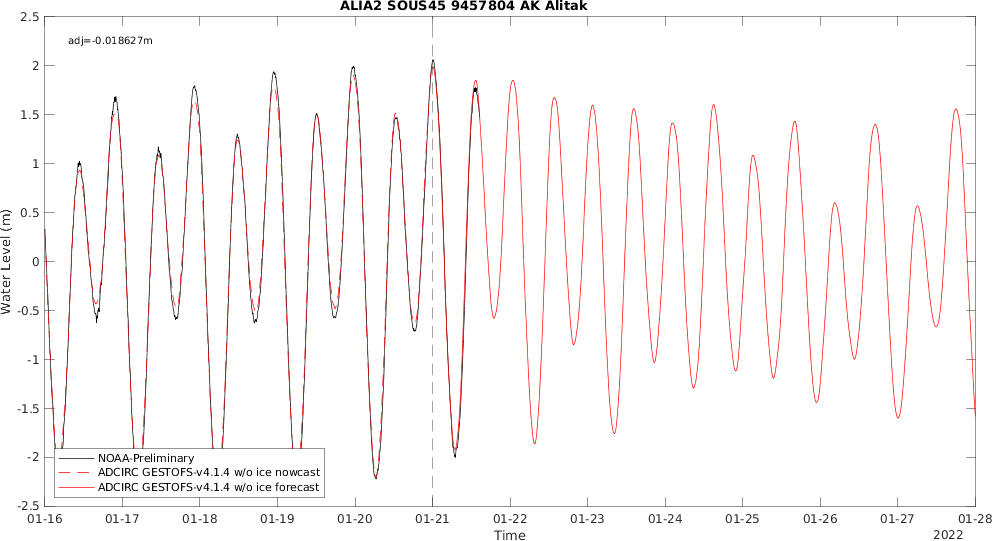 ALIA2 SOUS45 9457804 AK Alitak
adj=-0.018627m
2.5
2
1.5
1
0.5
0
-0.5
-1
-1.5
-2
-2.5
Water Level (m)
NOAA-Preliminary
ADCIRC GESTOFS-v4.1.4 w/o ice nowcast
ADCIRC GESTOFS-v4.1.4 w/o ice forecast
01-16 01-17 01-18 01-19 01-20 01-21 01-22 01-23 01-24 01-25 01-26 01-27 01-28
Time
2022